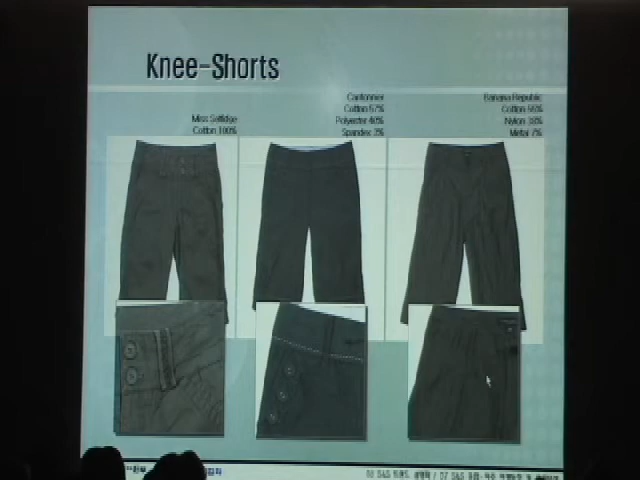 Knee-Shorts
Miss Selfidge
Cotton 100%
Cotton 57%
Polyester 40%
Spandex 3%
Banana Republic
Cotton 55%
Nylon 38%
Metal 7%